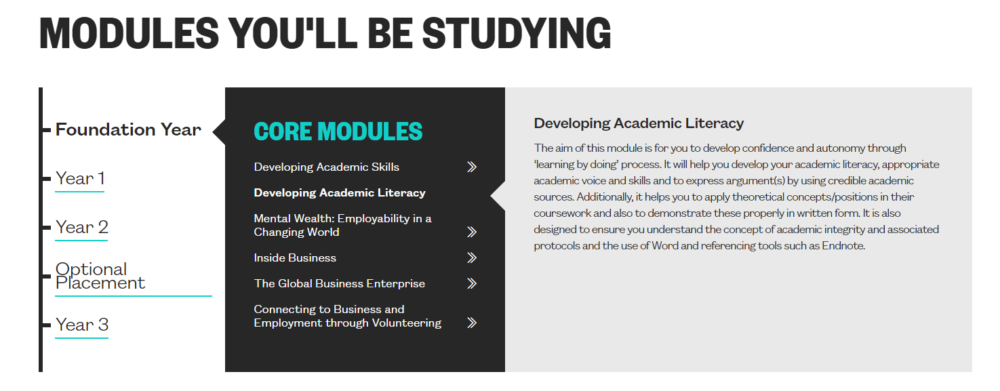 MODULES YOU'LL BE STUDYING
Foundation Year
Year 1
Year 2
Optional
Placement
Year 3
CORE MODULES
Developing Academic Skills
Developing Academic Literacy
Mental Wealth: Employability in a
Changing World
Inside Business
The Global Business Enterprise
Connecting to Business and
Employment through Volunteering
Developing Academic Literacy
The aim of this module is for you to develop confidence and autonomy through
‘learning by doing’ process. It will help you develop your academic literacy, appropriate
academic voice and skills and to express argument(s) by using credible academic
sources. Additionally, it helps you to apply theoretical concepts/positions in their
coursework and also to demonstrate these properly in written form. It is also
designed to ensure you understand the concept of academic integrity and associated
protocols and the use of Word and referencing tools such as Endnote.